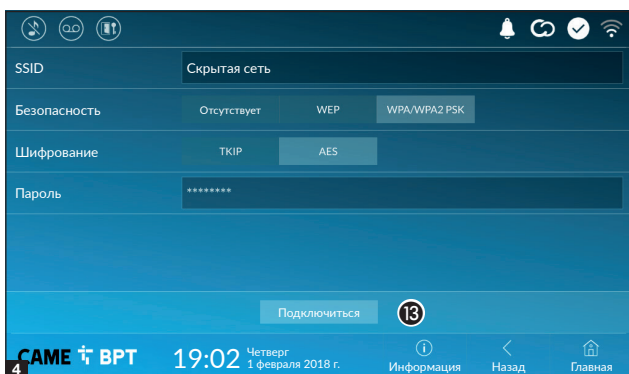 SSID Скрытая сеть
Безопасность Отсутствует WEP WPA/WPA2 PSK
Шифрование TKIP AES
Пароль ********
Подключиться 13
4 CAME BPT 19:02 Четверг
1 февраля 2018 г. Информация Назад Главная